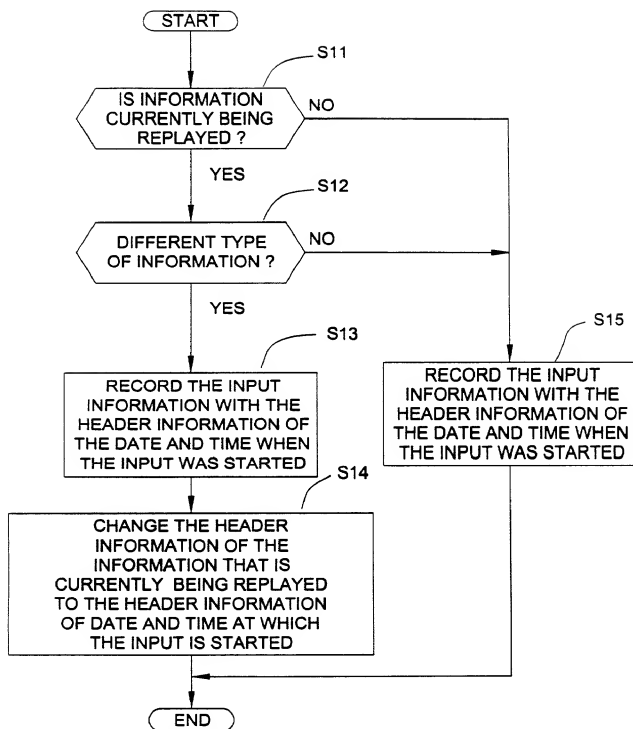 START
S11
IS INFORMATION
CURRENTLY BEING
REPLAYED ?
NO
YES
S12
DIFFERENT TYPE
OF INFORMATION ?
NO
YES
S13
RECORD THE INPUT
INFORMATION WITH THE
HEADER INFORMATION OF
THE DATE AND TIME WHEN
THE INPUT WAS STARTED
S15
RECORD THE INPUT
INFORMATION WITH THE
HEADER INFORMATION OF
THE DATE AND TIME WHEN
THE INPUT WAS STARTED
S14
CHANGE THE HEADER
INFORMATION OF THE
INFORMATION THAT IS
CURRENTLY BEING REPLAYED
TO THE HEADER INFORMATION
OF DATE AND TIME AT WHICH
THE INPUT IS STARTED
END